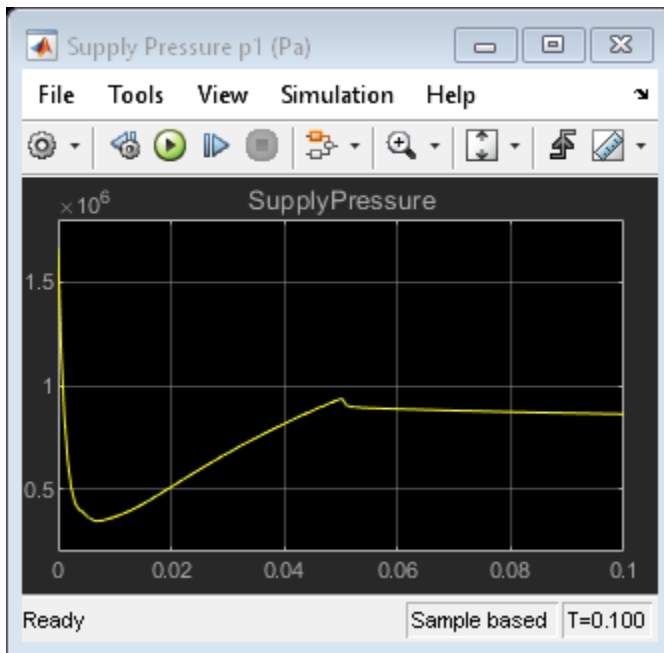 Supply Pressure p1 (Pa)
File Tools View Simulation Help
×10⁶
SupplyPressure
1.5
1
0.5
0 0.02 0.04 0.06 0.08 0.1
Ready Sample based T=0.100